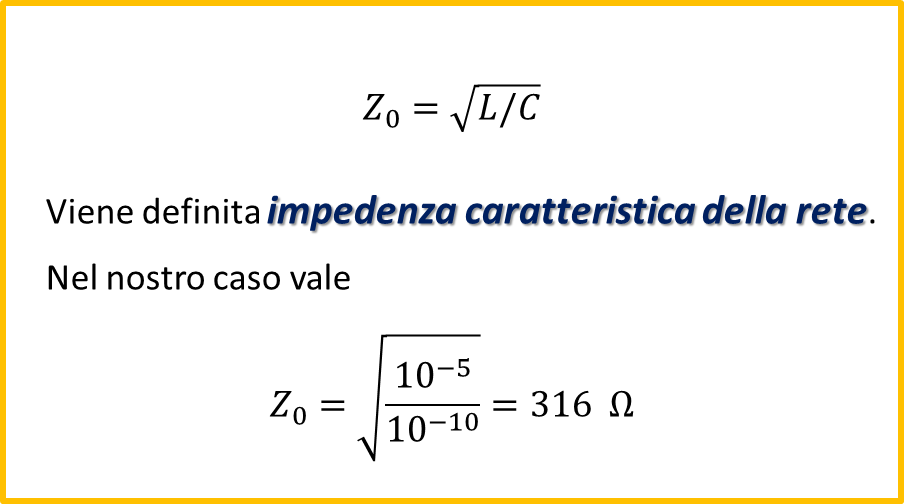 Z₀ = √L/C
Viene definita impedenza caratteristica della rete.
Nel nostro caso vale
Z₀ = √(10⁻⁵/10⁻¹⁰) = 316 Ω